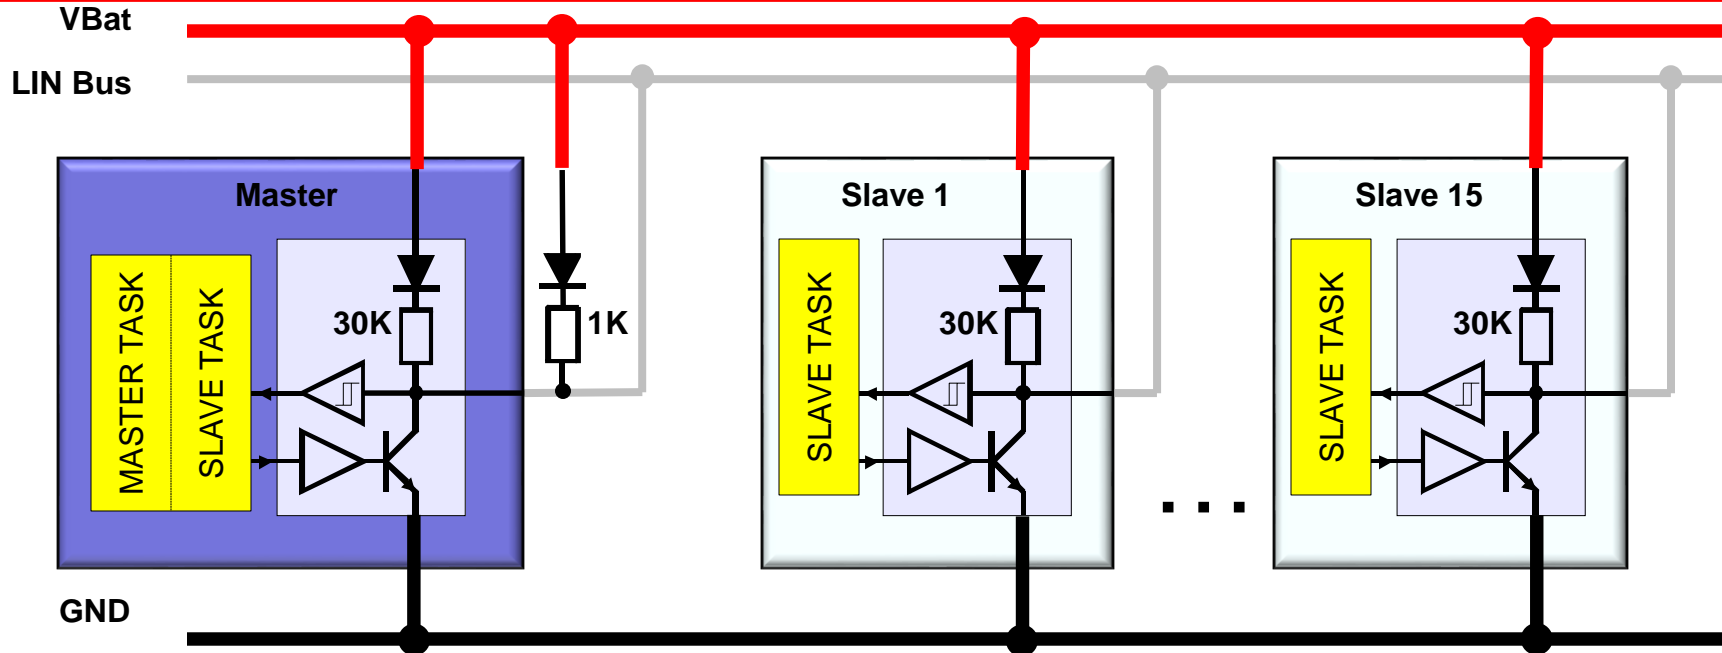 VBat
LIN Bus
Master
Slave 1
Slave 15
MASTER TASK
SLAVE TASK
30K
1K
SLAVE TASK
30K
SLAVE TASK
30K
. . .
GND